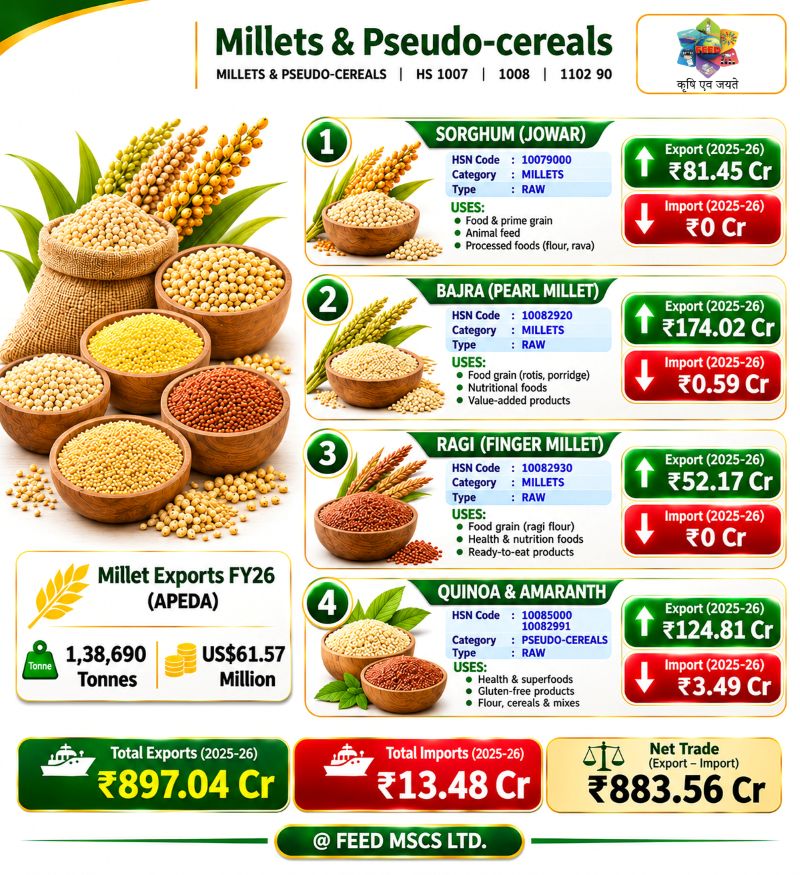 Millets & Pseudo-cereals
MILLETS & PSEUDO-CEREALS | HS 1007 | 1008 | 1102 90
FEED
कृषि एव जयते
1
SORGHUM (JOWAR)
HSN Code : 10079000
Category : MILLETS
Type : RAW
USES:
• Food & prime grain
• Animal feed
• Processed foods (flour, rava)
Export (2025-26)
₹81.45 Cr
Import (2025-26)
₹0 Cr
2
BAJRA (PEARL MILLET)
HSN Code : 10082920
Category : MILLETS
Type : RAW
USES:
• Food grain (rotis, porridge)
• Nutritional foods
• Value-added products
Export (2025-26)
₹174.02 Cr
Import (2025-26)
₹0.59 Cr
3
RAGI (FINGER MILLET)
HSN Code : 10082930
Category : MILLETS
Type : RAW
USES:
• Food grain (ragi flour)
• Health & nutrition foods
• Ready-to-eat products
Export (2025-26)
₹52.17 Cr
Import (2025-26)
₹0 Cr
4
QUINOA & AMARANTH
HSN Code : 10085000
10082991
Category : PSEUDO-CEREALS
Type : RAW
USES:
• Health & superfoods
• Gluten-free products
• Flour, cereals & mixes
Export (2025-26)
₹124.81 Cr
Import (2025-26)
₹3.49 Cr
Millet Exports FY26
(APEDA)
Tonne
1,38,690
Tonnes
US$61.57
Million
Total Exports (2025-26)
₹897.04 Cr
Total Imports (2025-26)
₹13.48 Cr
Net Trade
(Export – Import)
₹883.56 Cr
@ FEED MSCS LTD.